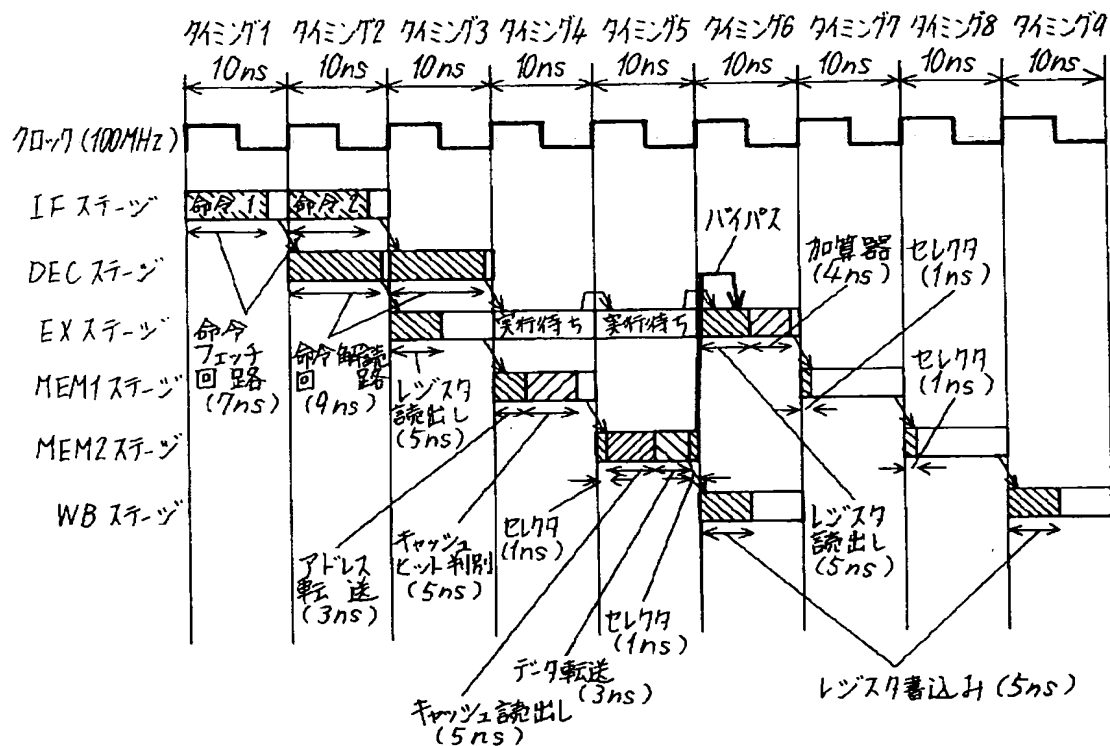 タイミング1 タイミング2 タイミング3 タイミング4 タイミング5 タイミング6 タイミング7 タイミング8 タイミング9
10ns 10ns 10ns 10ns 10ns 10ns 10ns 10ns 10ns
クロック(100MHz)
IFステージ
命令1
命令2
バイパス
加算器
(4ns)
セレクタ
(1ns)
DECステージ
EXステージ
実行待ち
実行待ち
命令
フェッチ
回路
(7ns)
命令解読
回路
(9ns)
レジスタ
読出し
(5ns)
セレクタ
(1ns)
MEM1ステージ
MEM2ステージ
WBステージ
アドレス
転送
(3ns)
キャッシュ
ヒット判別
(5ns)
セレクタ
(1ns)
レジスタ
読出し
(5ns)
セレクタ
(1ns)
データ転送
(3ns)
キャッシュ読出し
(5ns)
レジスタ書込み(5ns)